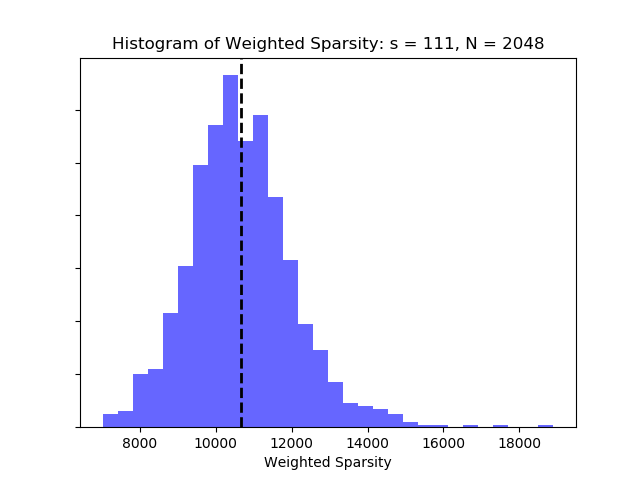 Histogram of Weighted Sparsity: s = 111, N = 2048
8000 10000 12000 14000 16000 18000
Weighted Sparsity